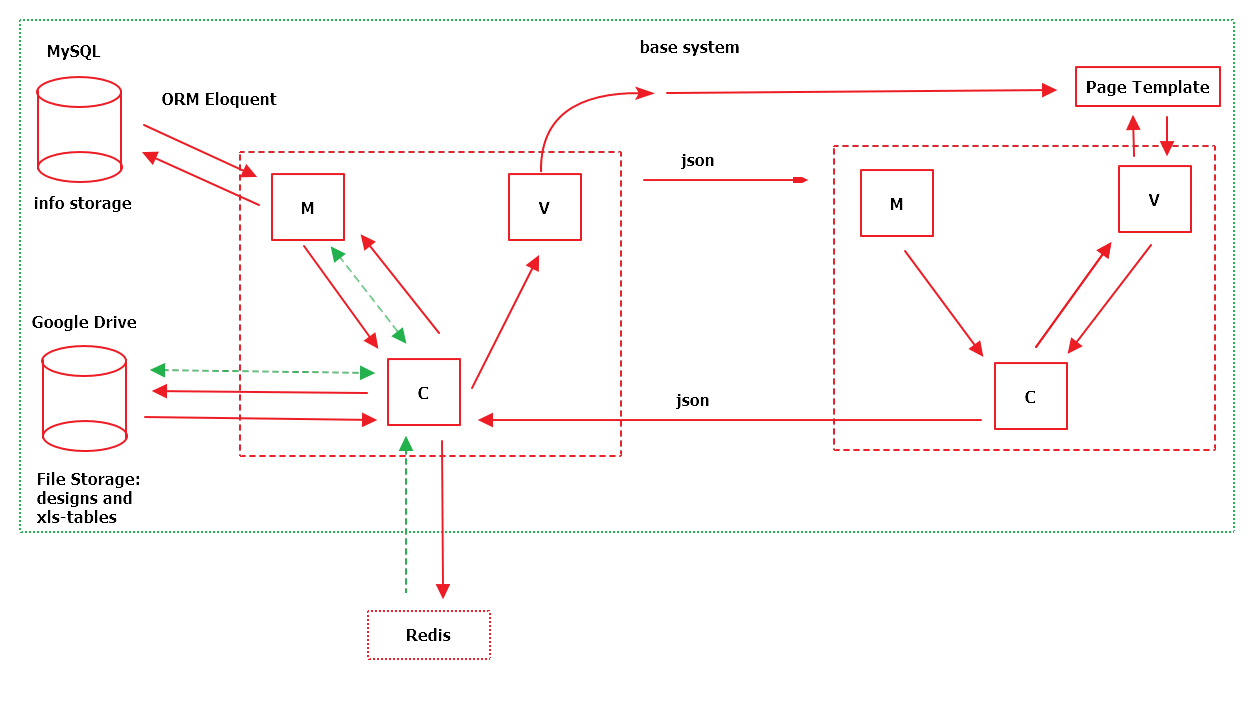 MySQL
base system
Page Template
ORM Eloquent
json
info storage
M
V
M
V
Google Drive
C
C
json
File Storage:
designs and
xls-tables
Redis